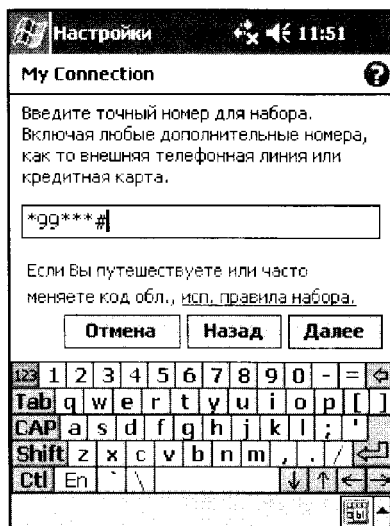 Настройки 11:51
My Connection ?
Введите точный номер для набора.
Включая любые дополнительные номера,
как то внешняя телефонная линия или
кредитная карта.
*99***#
Если Вы путешествуете или часто
меняете код обл., исп. правила набора.
Отмена Назад Далее
123 1 2 3 4 5 6 7 8 9 0 - =
Tab q w e r t y u i o p [ ]
CAP a s d f g h j k l ; '
Shift z x c v b n m , . /
Ctl En ` \